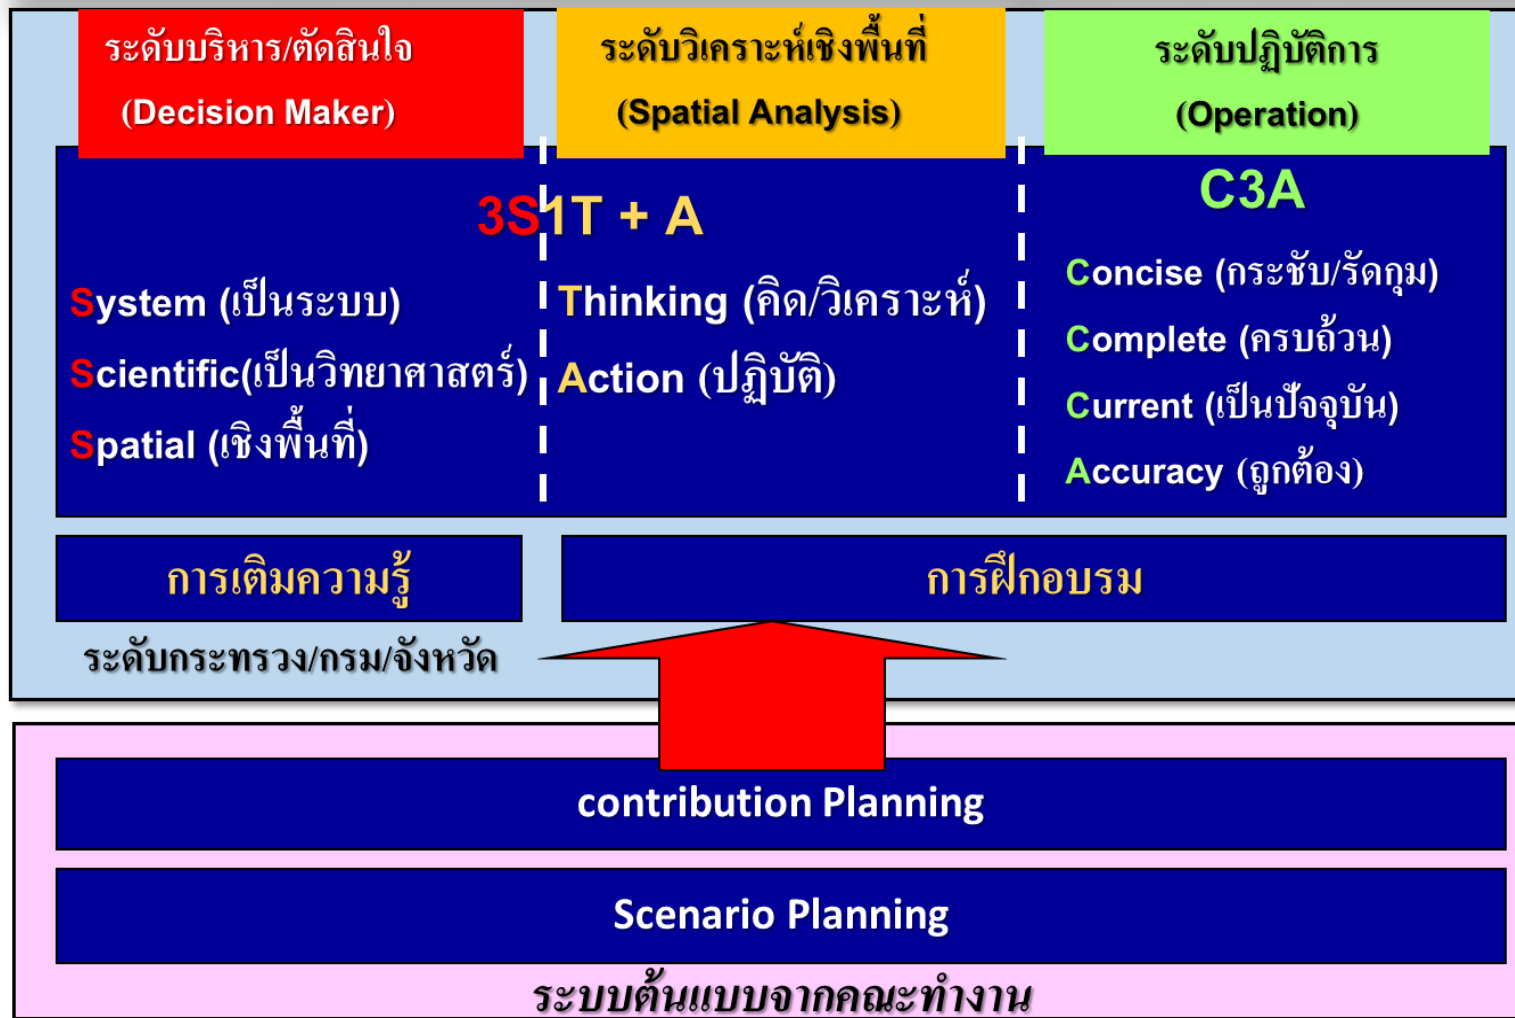 ระดับบริหาร/ตัดสินใจ
(Decision Maker)
ระดับวิเคราะห์เชิงพื้นที่
(Spatial Analysis)
ระดับปฏิบัติการ
(Operation)
3S1T + A
System (เป็นระบบ)
Scientific(เป็นวิทยาศาสตร์)
Spatial (เชิงพื้นที่)
Thinking (คิด/วิเคราะห์)
Action (ปฏิบัติ)
C3A
Concise (กระชับ/รัดกุม)
Complete (ครบถ้วน)
Current (เป็นปัจจุบัน)
Accuracy (ถูกต้อง)
การเติมความรู้
การฝึกอบรม
ระดับกระทรวง/กรม/จังหวัด
contribution Planning
Scenario Planning
ระบบต้นแบบจากคณะทำงาน